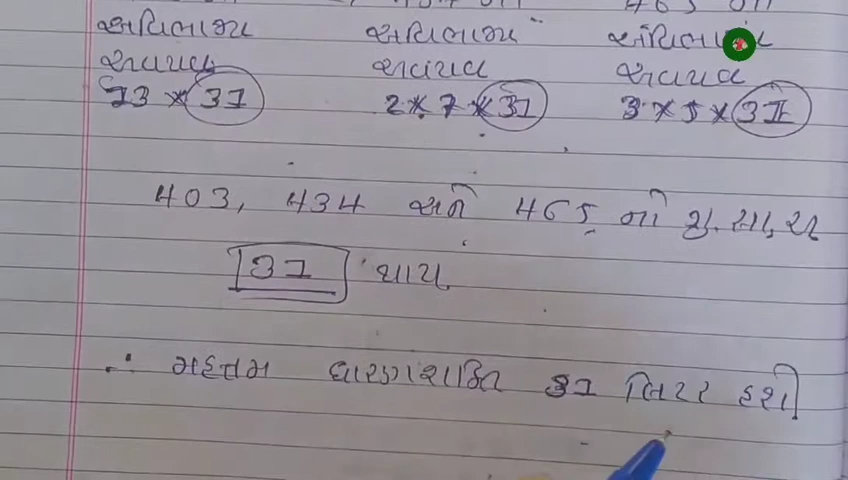 અવિભાજ્ય અવિભાજ્ય અવિભાજ્ય
અવયવ અવયવ અવયવ
13 × 31 2 × 7 × 31 3 × 5 × 31
403, 434 અને 465 નો ગુ. સા. અ
31 થાય
∴ મહત્તમ ધારણશક્તિ 31 લિટર હશે